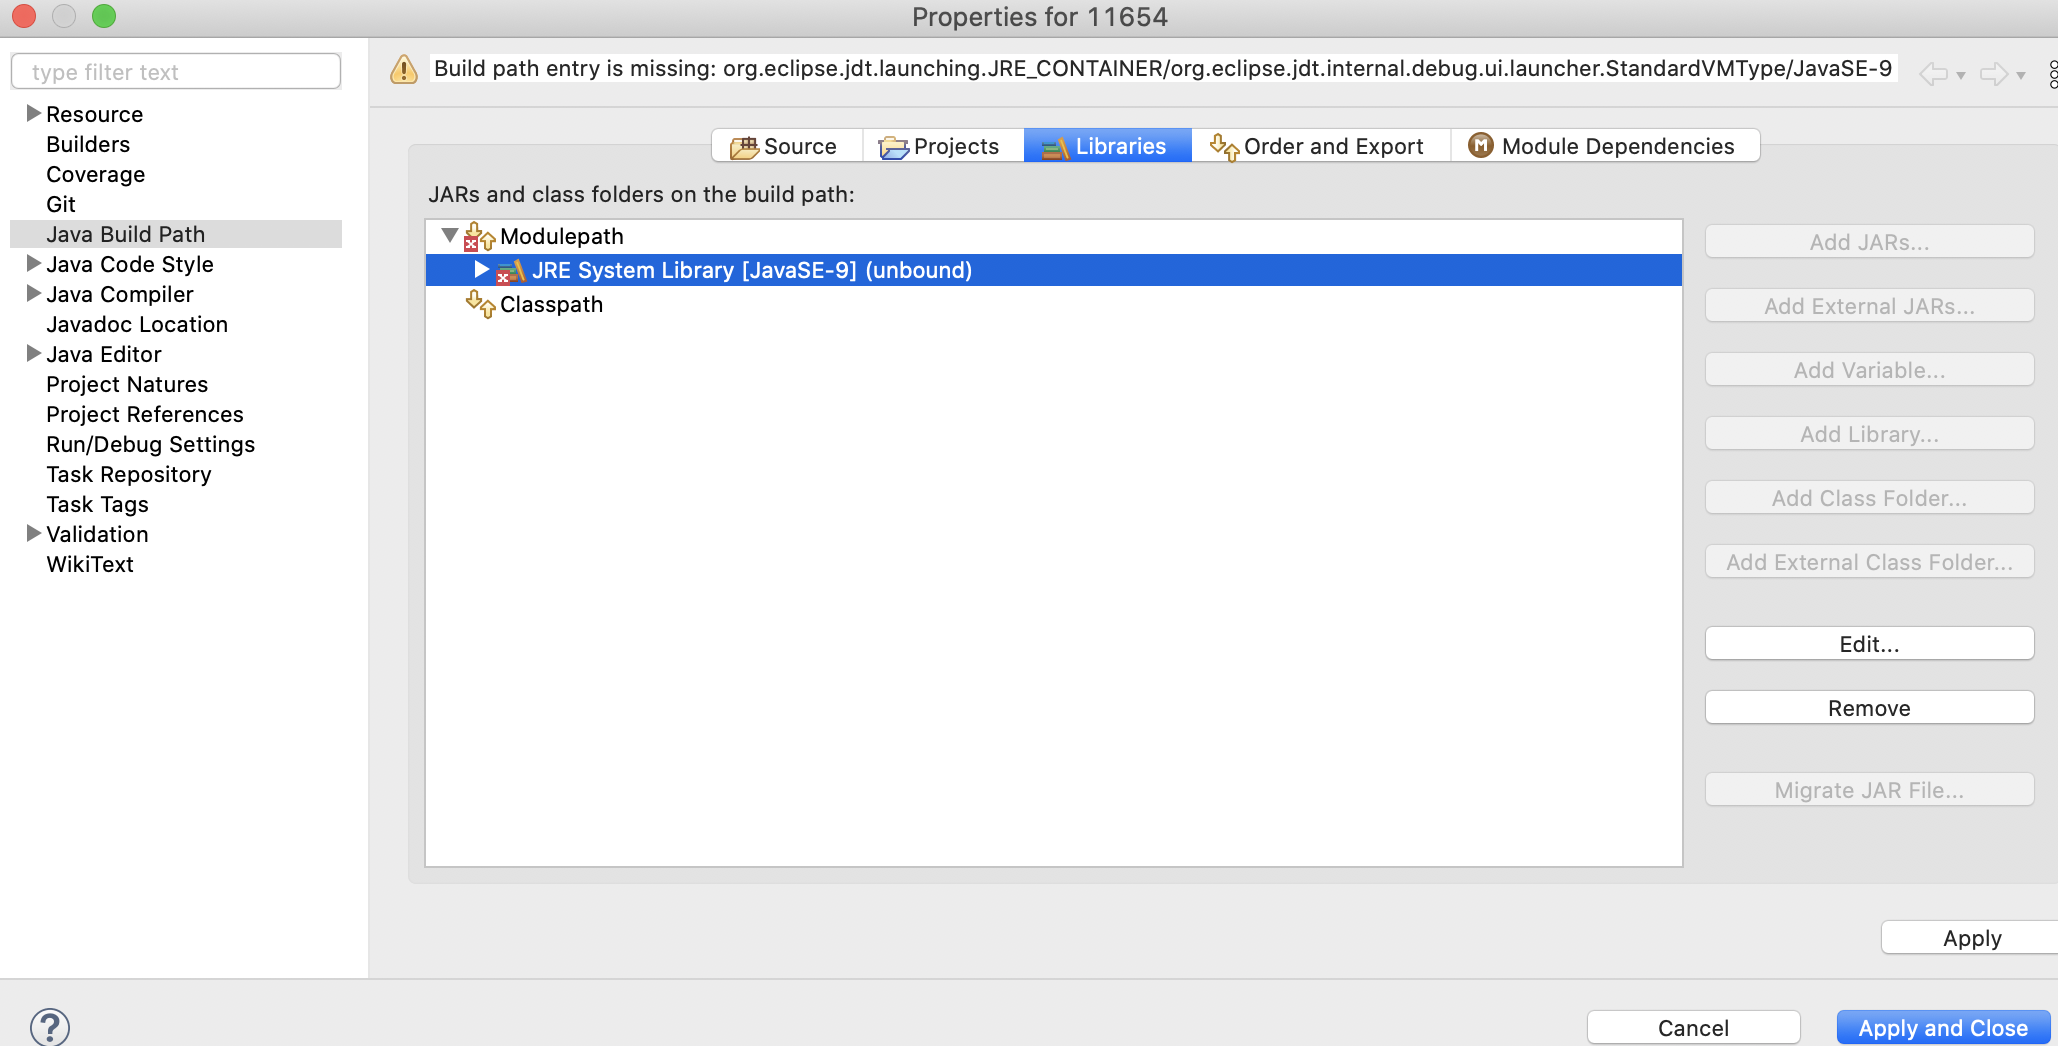 Properties for 11654
type filter text
Build path entry is missing: org.eclipse.jdt.launching.JRE_CONTAINER/org.eclipse.jdt.internal.debug.ui.launcher.StandardVMType/JavaSE-9
Resource
Builders
Coverage
Git
Java Build Path
Java Code Style
Java Compiler
Javadoc Location
Java Editor
Project Natures
Project References
Run/Debug Settings
Task Repository
Task Tags
Validation
WikiText
Source
Projects
Libraries
Order and Export
M
Module Dependencies
JARs and class folders on the build path:
Modulepath
JRE System Library [JavaSE-9] (unbound)
Classpath
Add JARs...
Add External JARs...
Add Variable...
Add Library...
Add Class Folder...
Add External Class Folder...
Edit...
Remove
Migrate JAR File...
Apply
?
Cancel
Apply and Close